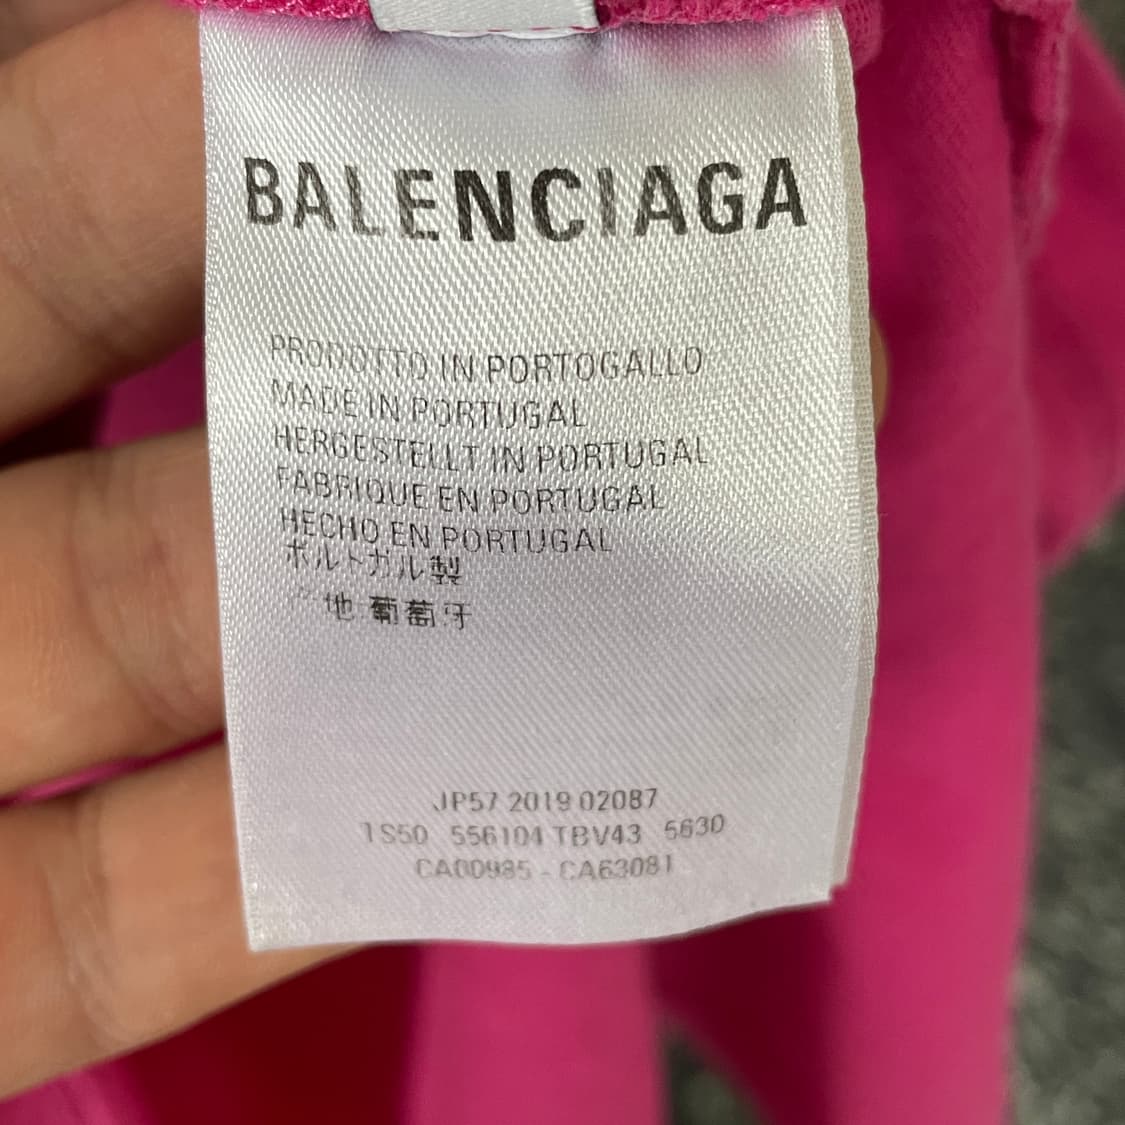 BALENCIAGA
PRODOTTO IN PORTOGALLO
MADE IN PORTUGAL
HERGESTELLT IN PORTUGAL
FABRIQUE EN PORTUGAL
HECHO EN PORTUGAL
ポルトガル製
产地 葡萄牙
JP57 2019 02087
1S50 556104 TBV43 5630
CA00985 - CA63081